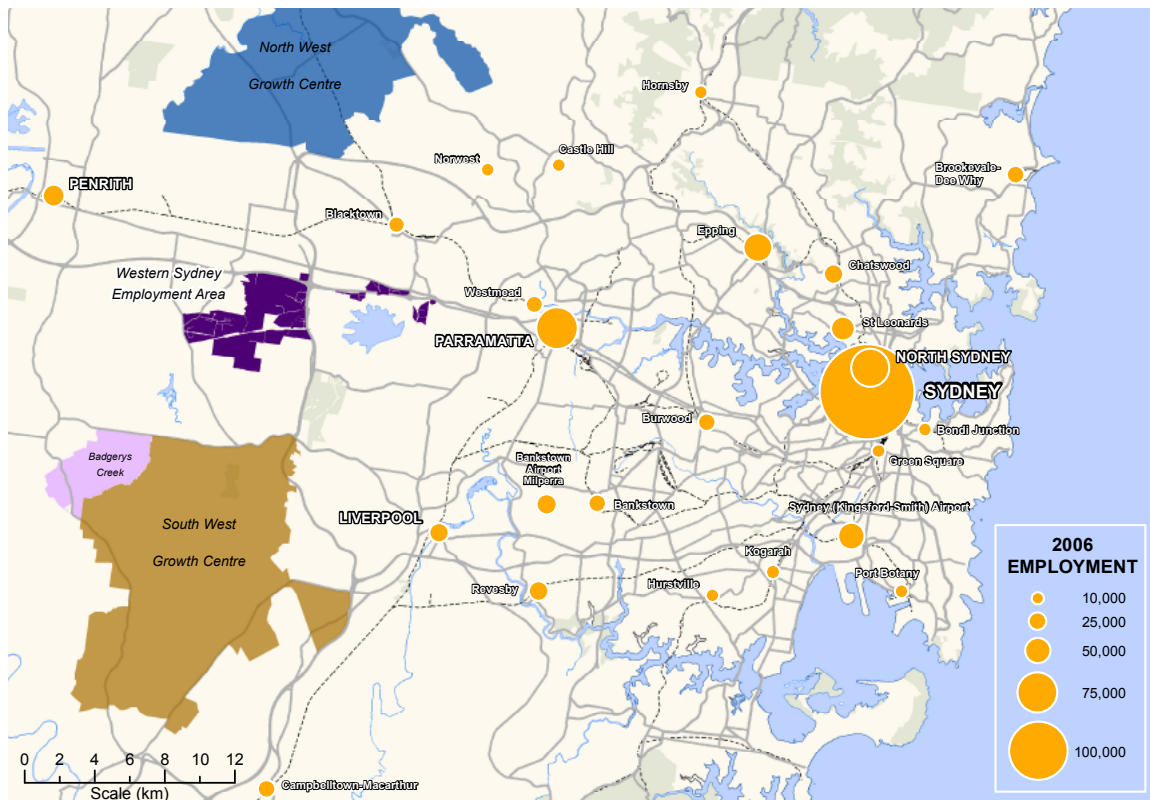 North West
Growth Centre
Hornsby
Norwest
Castle Hill
Brookevale-
Dee Why
PENRITH
Blacktown
Epping
Chatswood
Western Sydney
Employment Area
Westmead
PARRAMATTA
St Leonards
NORTH SYDNEY
SYDNEY
Burwood
Bondi Junction
Green Square
Badgerys
Creek
Bankstown
Airport
Milperra
Bankstown
LIVERPOOL
Sydney (Kingsford-Smith) Airport
South West
Growth Centre
Kogarah
Port Botany
Revesby
Hurstville
2006
EMPLOYMENT
10,000
25,000
50,000
75,000
100,000
0 2 4 6 8 10 12
Scale (km)
Campbelltown-Macarthur